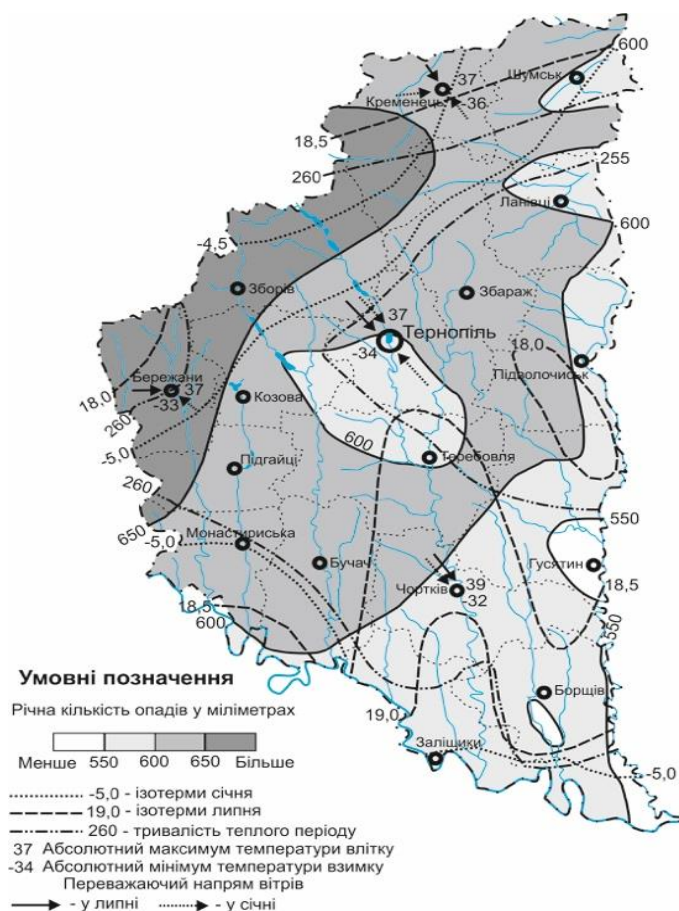 600
37
Шумськ
Кременець
-36
18,5
260
255
Ланівці
600
-4,5
Зборів
Збараж
37
Тернопіль
-34
18,0
Підволочиськ
Бережани
37
-33
18,0
260
Козова
-5,0
600
Теребовля
Підгайці
260
650
550
-5,0
Монастириська
Бучач
Гусятин
18,5
39
Чортків
-32
18,5
600
550
Умовні позначення
Борщів
Річна кількість опадів у міліметрах
19,0
Заліщики
-5,0
Менше 550 600 650 Більше
-5,0 - ізотерми січня
19,0 - ізотерми липня
260 - тривалість теплого періоду
37 Абсолютний максимум температури влітку
-34 Абсолютний мінімум температури взимку
Переважаючий напрям вітрів
- у липні - у січні